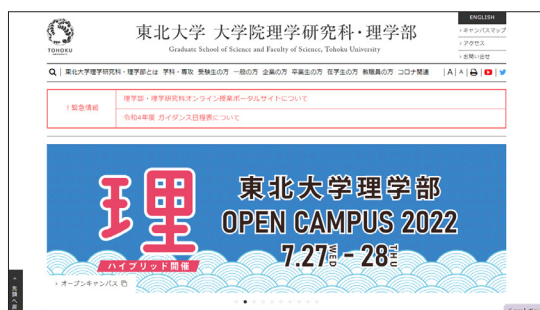 ENGLISH
東北大学 大学院理学研究科・理学部
Graduate School of Science and Faculty of Science, Tohoku University
TOHOKU
› キャンパスマップ
› アクセス
› お問い合せ
東北大学理学研究科・理学部とは 学科・専攻 受験生の方 一般の方 企業の方 卒業生の方 在学生の方 教職員の方 コロナ関連 |A|A|
! 緊急情報
理学部・理学研究科オンライン授業ポータルサイトについて
令和4年度 ガイダンス日程表について
理
ハイブリッド開催
東北大学理学部
OPEN CAMPUS 2022
7.27 WED - 28 THU
› オープンキャンパス
先頭へ戻